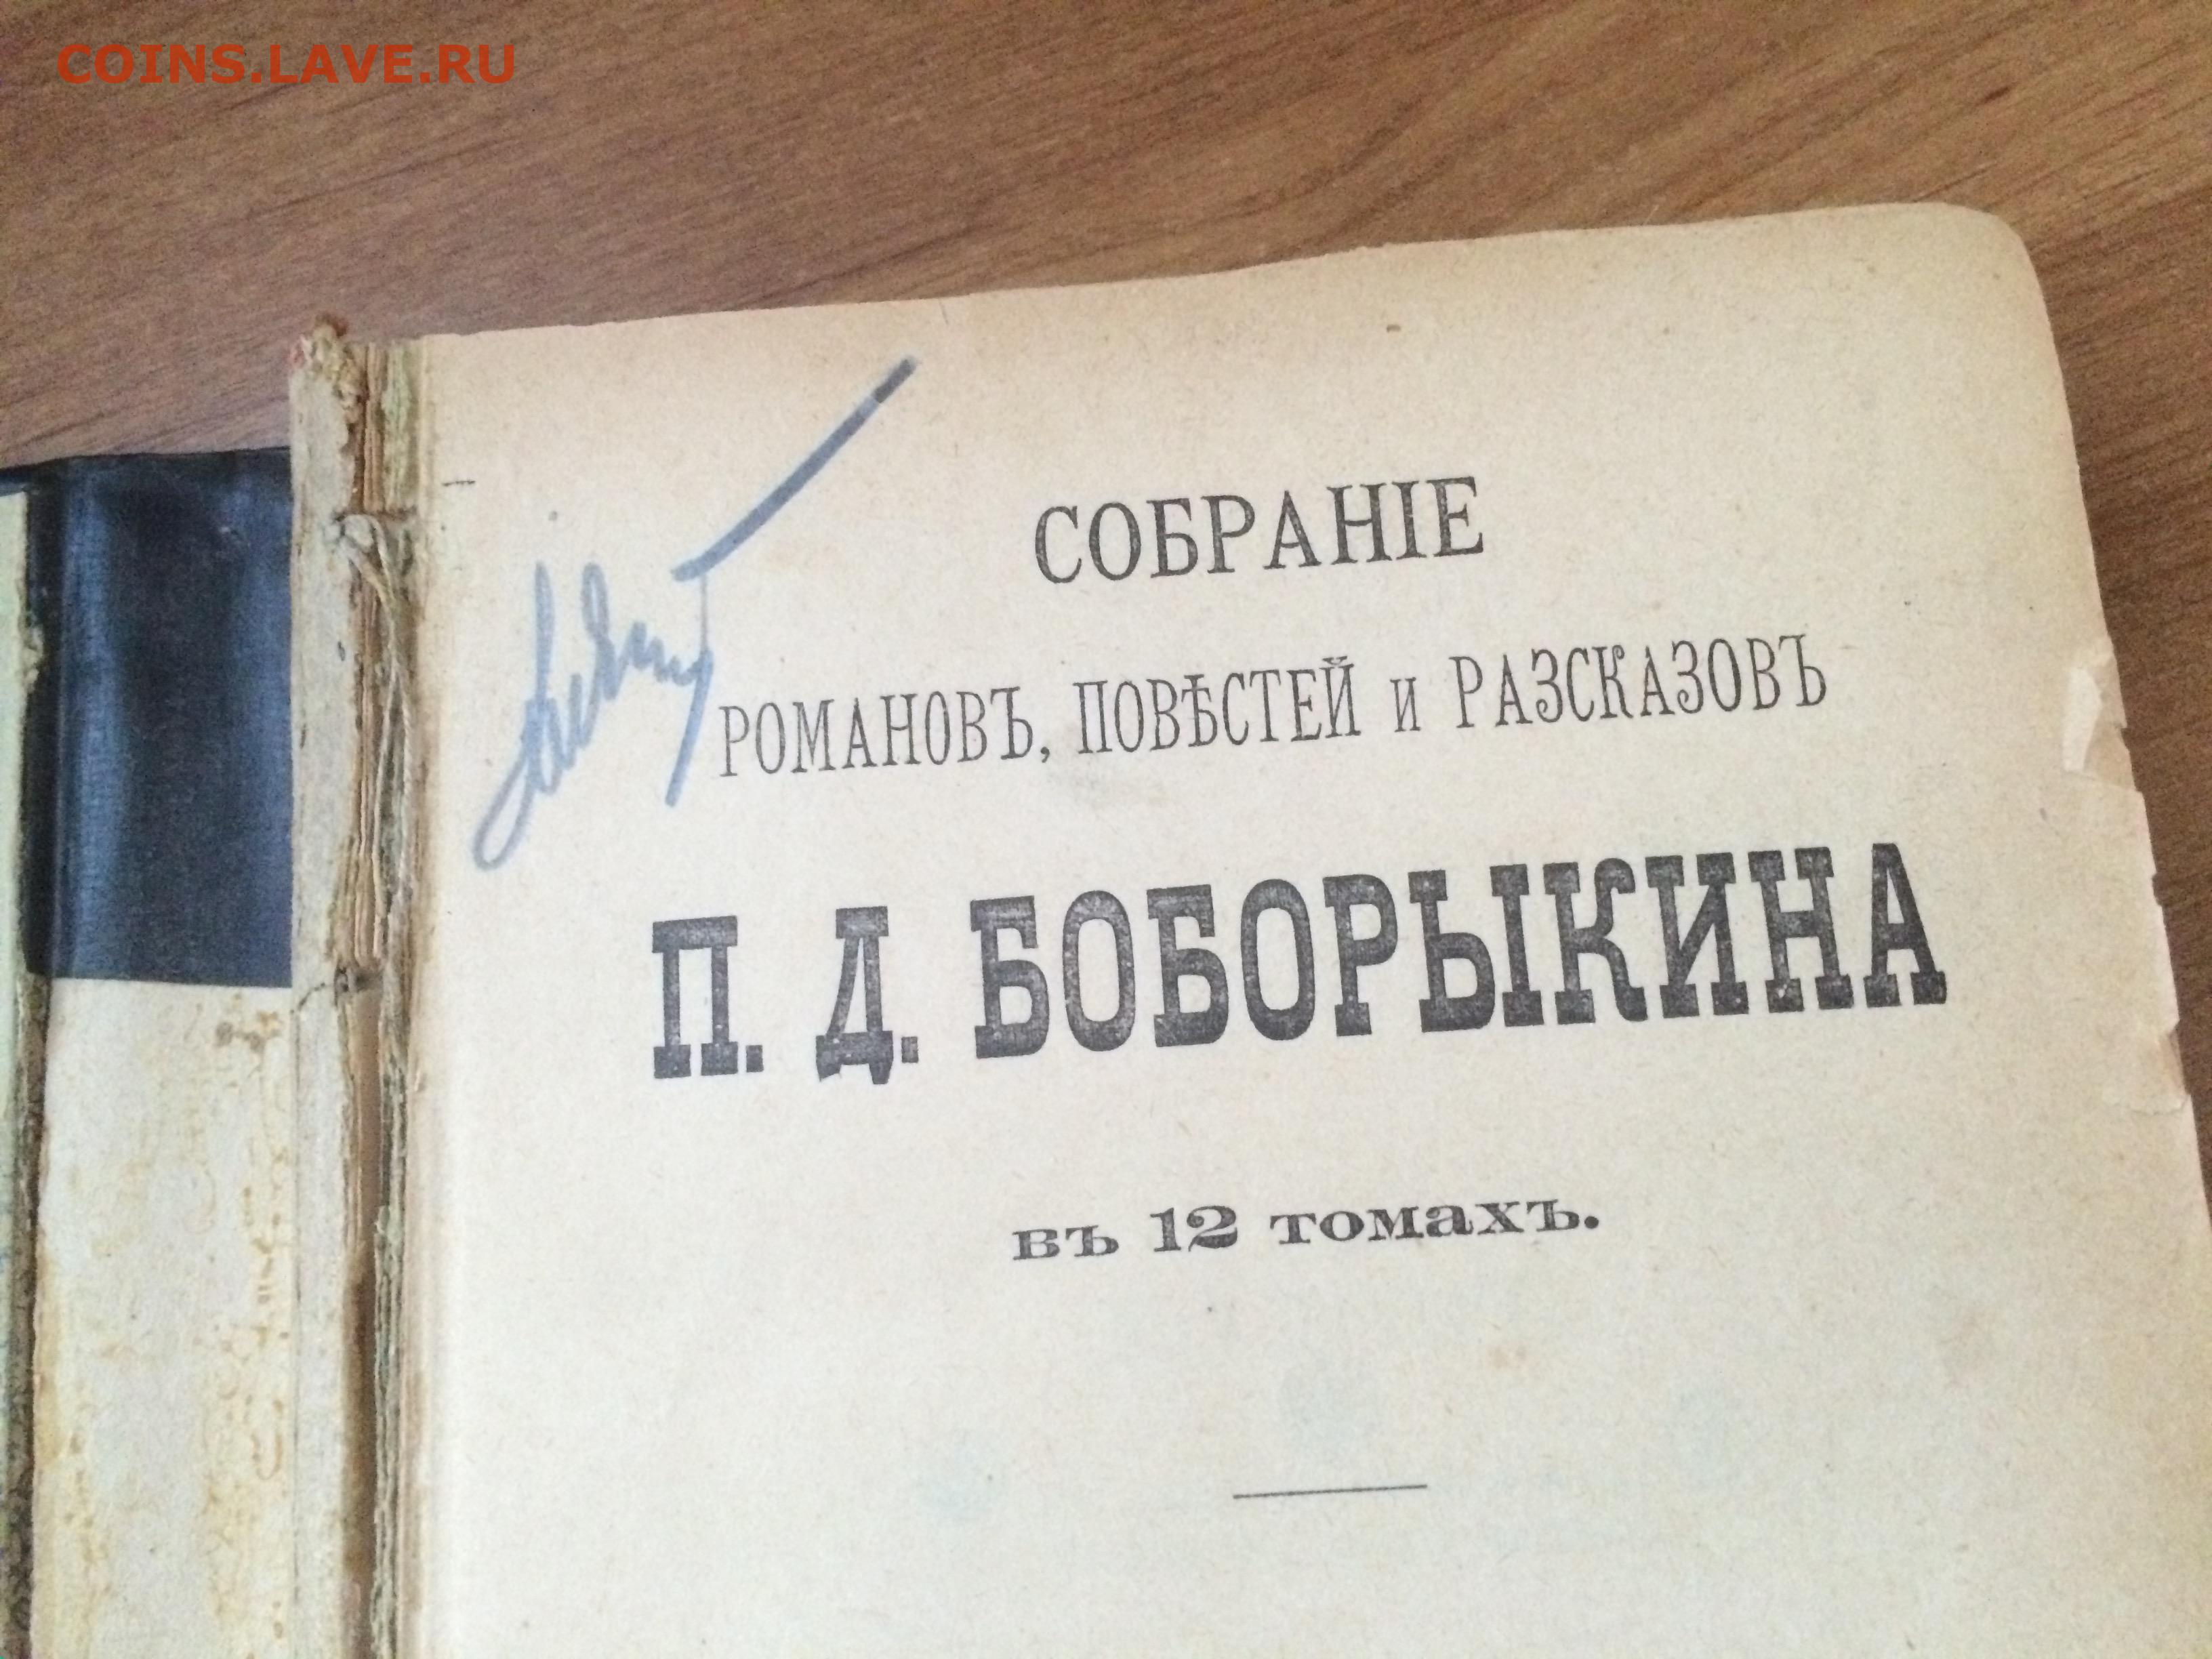 COINS.LAVE.RU
СОБРАНІЕ
РОМАНОВЪ, ПОВѢСТЕЙ и РАЗСКАЗОВЪ
П. Д. БОБОРЫКИНА
въ 12 томахъ.